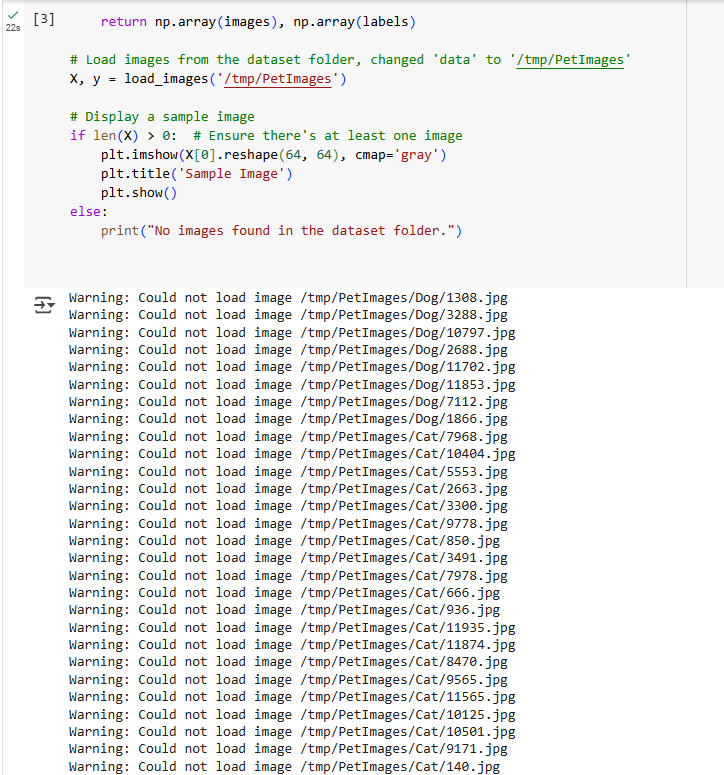 [3]
22s
return np.array(images), np.array(labels)
# Load images from the dataset folder, changed 'data' to '/tmp/PetImages'
X, y = load_images('/tmp/PetImages')
# Display a sample image
if len(X) > 0:  # Ensure there's at least one image
    plt.imshow(X[0].reshape(64, 64), cmap='gray')
    plt.title('Sample Image')
    plt.show()
else:
    print("No images found in the dataset folder.")
Warning: Could not load image /tmp/PetImages/Dog/1308.jpg
Warning: Could not load image /tmp/PetImages/Dog/3288.jpg
Warning: Could not load image /tmp/PetImages/Dog/10797.jpg
Warning: Could not load image /tmp/PetImages/Dog/2688.jpg
Warning: Could not load image /tmp/PetImages/Dog/11702.jpg
Warning: Could not load image /tmp/PetImages/Dog/11853.jpg
Warning: Could not load image /tmp/PetImages/Dog/7112.jpg
Warning: Could not load image /tmp/PetImages/Dog/1866.jpg
Warning: Could not load image /tmp/PetImages/Cat/7968.jpg
Warning: Could not load image /tmp/PetImages/Cat/10404.jpg
Warning: Could not load image /tmp/PetImages/Cat/5553.jpg
Warning: Could not load image /tmp/PetImages/Cat/2663.jpg
Warning: Could not load image /tmp/PetImages/Cat/3300.jpg
Warning: Could not load image /tmp/PetImages/Cat/9778.jpg
Warning: Could not load image /tmp/PetImages/Cat/850.jpg
Warning: Could not load image /tmp/PetImages/Cat/3491.jpg
Warning: Could not load image /tmp/PetImages/Cat/7978.jpg
Warning: Could not load image /tmp/PetImages/Cat/666.jpg
Warning: Could not load image /tmp/PetImages/Cat/936.jpg
Warning: Could not load image /tmp/PetImages/Cat/11935.jpg
Warning: Could not load image /tmp/PetImages/Cat/11874.jpg
Warning: Could not load image /tmp/PetImages/Cat/8470.jpg
Warning: Could not load image /tmp/PetImages/Cat/9565.jpg
Warning: Could not load image /tmp/PetImages/Cat/11565.jpg
Warning: Could not load image /tmp/PetImages/Cat/10125.jpg
Warning: Could not load image /tmp/PetImages/Cat/10501.jpg
Warning: Could not load image /tmp/PetImages/Cat/9171.jpg
Warning: Could not load image /tmp/PetImages/Cat/140.jpg